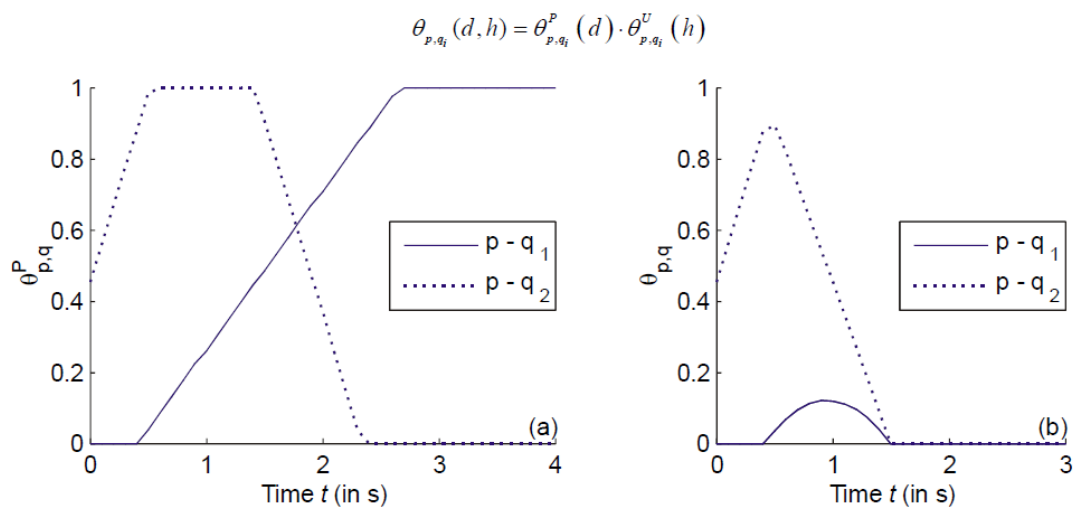 θ_{p,q_i}(d,h) = θ^P_{p,q_i}(d) · θ^U_{p,q_i}(h)
1
0.8
0.6
0.4
0.2
0
θ^P_{p,q}
p - q_1
p - q_2
(a)
0 1 2 3 4
Time t (in s)
1
0.8
0.6
0.4
0.2
0
θ_{p,q}
p - q_1
p - q_2
(b)
0 1 2 3
Time t (in s)